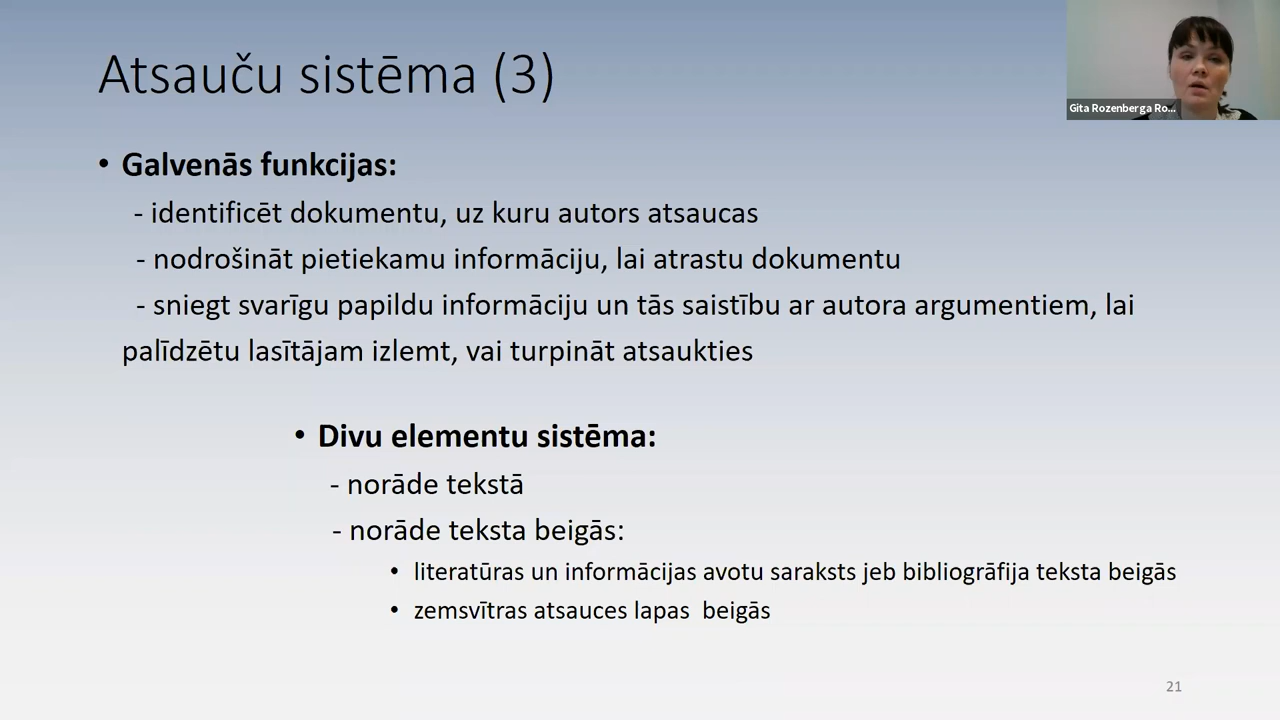 Atsauču sistēma (3)
Gita Rozenberga Ro...
• Galvenās funkcijas:
- identificēt dokumentu, uz kuru autors atsaucas
- nodrošināt pietiekamu informāciju, lai atrastu dokumentu
- sniegt svarīgu papildu informāciju un tās saistību ar autora argumentiem, lai
palīdzētu lasītājam izlemt, vai turpināt atsaukties
• Divu elementu sistēma:
- norāde tekstā
- norāde teksta beigās:
• literatūras un informācijas avotu saraksts jeb bibliogrāfija teksta beigās
• zemsvītras atsauces lapas  beigās
21